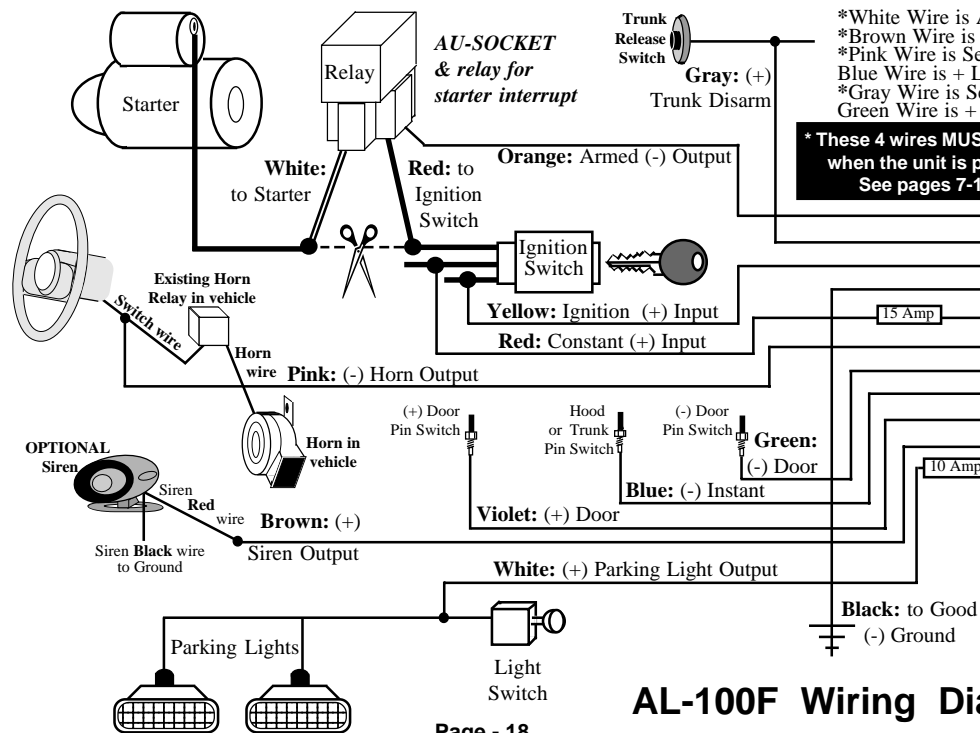 Trunk
Release
Switch
Gray: (+)
Trunk Disarm
*White Wire is
*Brown Wire is
*Pink Wire is
Blue Wire is +
*Gray Wire is
Green Wire is +
* These 4 wires
when the unit is
See pages
Starter
Relay
AU-SOCKET
& relay for
starter interrupt
White:
to Starter
Red: to
Ignition
Switch
Orange: Armed (-) Output
Ignition
Switch
Existing Horn
Relay in vehicle
Switch wire
Horn
wire
Yellow: Ignition (+) Input
Red: Constant (+) Input
15 Amp
Pink: (-) Horn Output
(+) Door
Pin Switch
Hood
or Trunk
Pin Switch
(-) Door
Pin Switch
Green:
(-) Door
Horn in
vehicle
OPTIONAL
Siren
Siren
Red
wire
Blue: (-) Instant
10 Amp
Violet: (+) Door
Brown: (+)
Siren Output
Siren Black wire
to Ground
White: (+) Parking Light Output
Black: to Good
(-) Ground
Parking Lights
Light
Switch
AL-100F Wiring
Page - 18